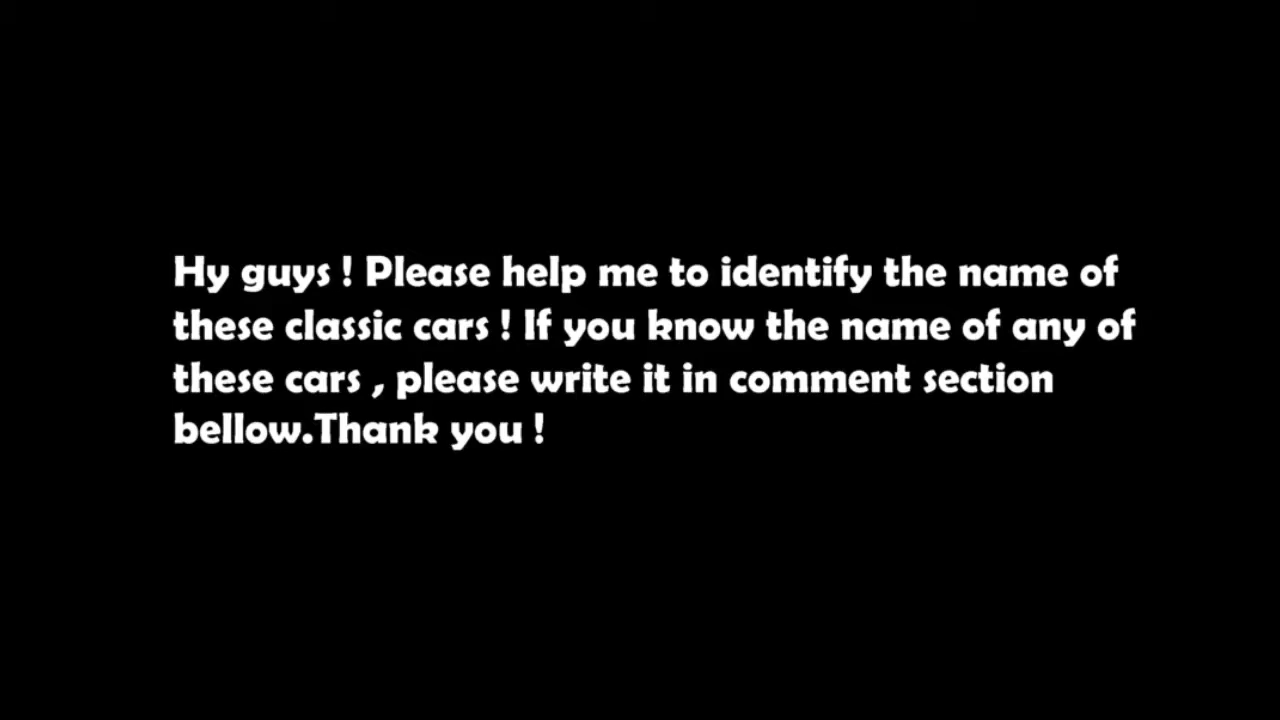 Hy guys ! Please help me to identify the name of
these classic cars ! If you know the name of any of
these cars , please write it in comment section
bellow.Thank you !